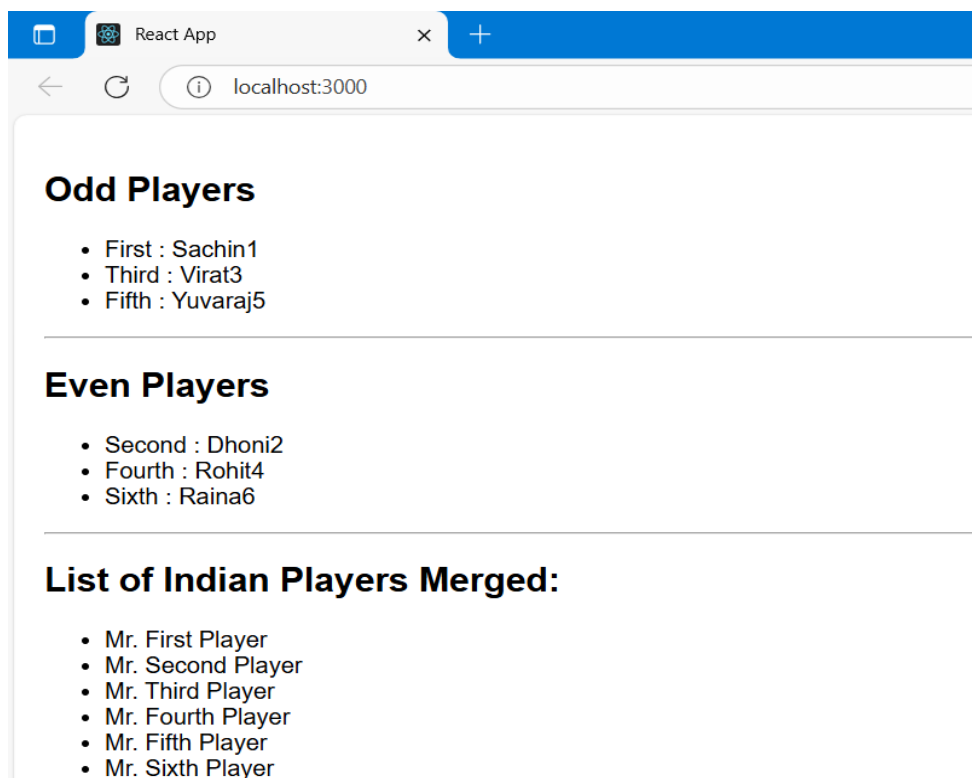 React App
localhost:3000
Odd Players
First : Sachin1
Third : Virat3
Fifth : Yuvaraj5
Even Players
Second : Dhoni2
Fourth : Rohit4
Sixth : Raina6
List of Indian Players Merged:
Mr. First Player
Mr. Second Player
Mr. Third Player
Mr. Fourth Player
Mr. Fifth Player
Mr. Sixth Player